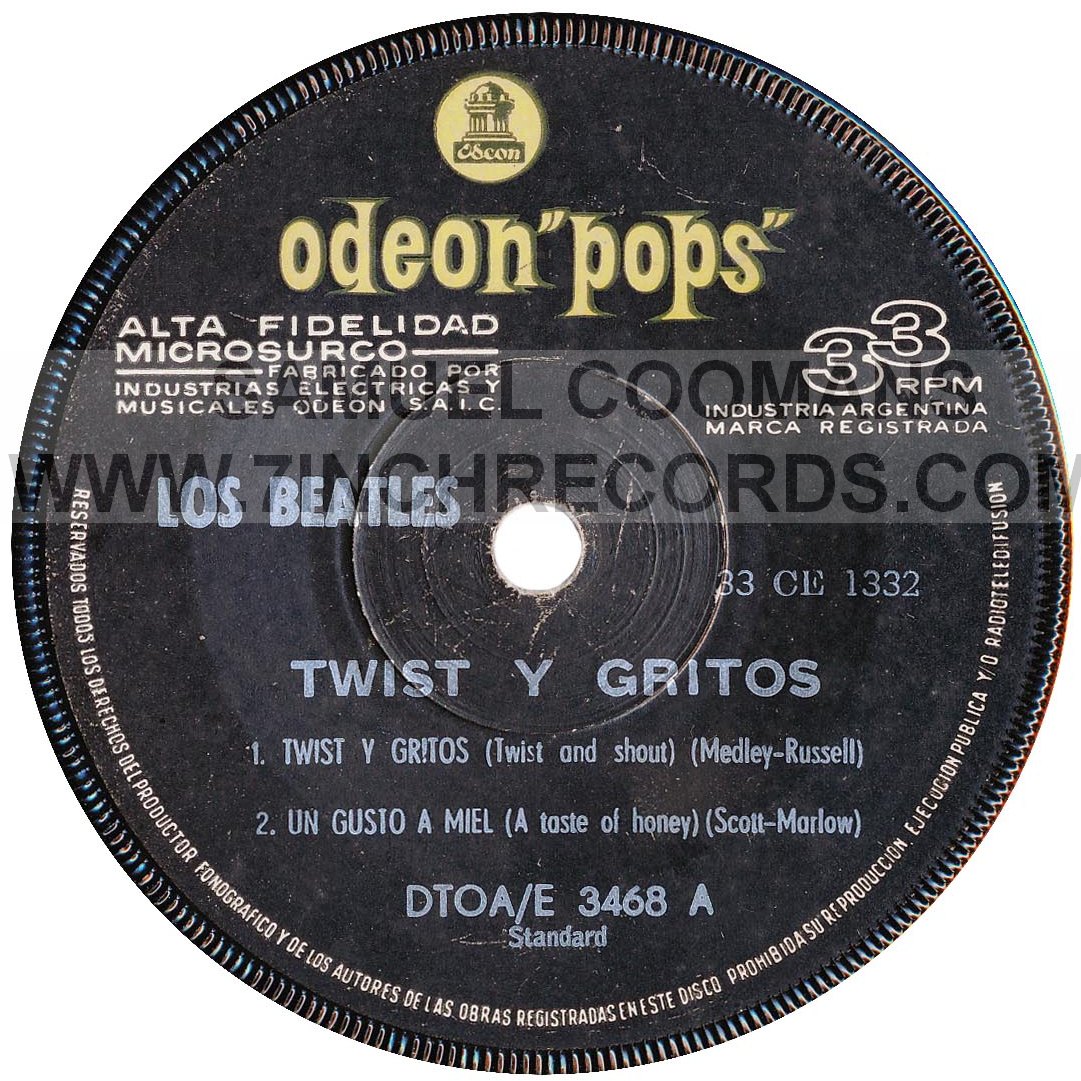 Odeon
odeon "pops"
ALTA FIDELIDAD
MICROSURCO
FABRICADO POR
INDUSTRIAS ELECTRICAS Y
MUSICALES ODEON S.A.I.C
33
RPM
INDUSTRIA ARGENTINA
MARCA REGISTRADA
SAMUEL COOMONS
WWW.7INCHRECORDS.COM
LOS BEATLES
33 CE 1332
TWIST Y GRITOS
1. TWIST Y GRITOS (Twist and shout) (Medley-Russell)
2. UN GUSTO A MIEL (A taste of honey) (Scott-Marlow)
DTOA/E 3468 A
Standard
RESERVADOS TODOS LOS DERECHOS DEL PRODUCTOR FONOGRAFICO Y DE LOS AUTORES DE LAS OBRAS REGISTRADAS EN ESTE DISCO PROHIBIDA SU REPRODUCCION, EJECUCION PUBLICA Y/O RADIOTELEDIFUSION